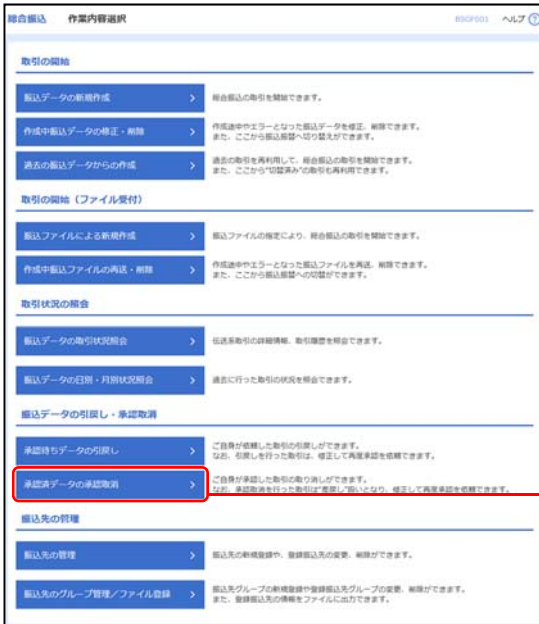 総合振込 作業内容選択 BSGF001 ヘルプ ?
取引の開始
振込データの新規作成 > 総合振込の取引を開始できます。
作成中振込データの修正・削除 > 作成途中やエラーとなった振込データを修正、削除できます。
また、ここから振込振替へ切り替えができます。
過去の振込データからの作成 > 過去の取引を再利用して、総合振込の取引を開始できます。
また、ここから"切替済み"の取引も再利用できます。
取引の開始（ファイル受付）
振込ファイルによる新規作成 > 振込ファイルの指定により、総合振込の取引を開始できます。
作成中振込ファイルの再送・削除 > 作成途中やエラーとなった振込ファイルを再送、削除できます。
また、ここから振込振替への切替ができます。
取引状況の照会
振込データの取引状況照会 > 伝送系取引の詳細情報、取引履歴を照会できます。
振込データの日別・月別状況照会 > 過去に行った取引の状況を照会できます。
振込データの引戻し・承認取消
承認待ちデータの引戻し > ご自身が依頼した取引の引戻しができます。
なお、引戻しを行った取引は、修正して再度承認を依頼できます。
承認済データの承認取消 > ご自身が承認した取引の取り消しができます。
なお、承認取消を行った取引は"差戻し"扱いとなり、修正して再度承認を依頼できます。
振込先の管理
振込先の管理 > 振込先の新規登録や、登録振込先の変更、削除ができます。
振込先のグループ管理／ファイル登録 > 振込先グループの新規登録や登録振込先グループの変更、削除ができます。
また、登録振込先の情報をファイルに出力できます。